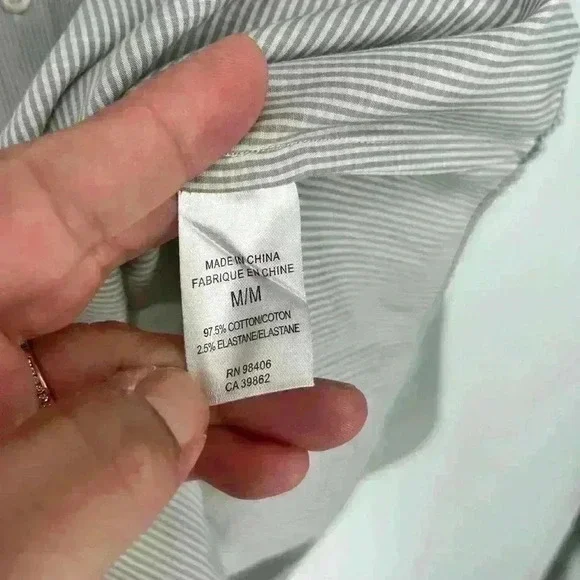 MADE IN CHINA
FABRIQUE EN CHINE
M/M
97.5% COTTON/COTON
2.5% ELASTANE/ELASTANE
RN 98406
CA 39862